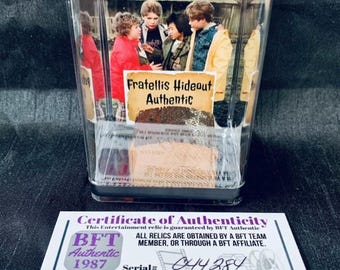 Fratellis Hideout
Authentic
Certificate of Authenticity
This Entertainment relic is guaranteed by BFT Authentic
BFT
Authentic
1987
ALL RELICS ARE OBTAINED BY A BFT TEAM
MEMBER, OR THROUGH A BFT AFFILIATE.
Serial#